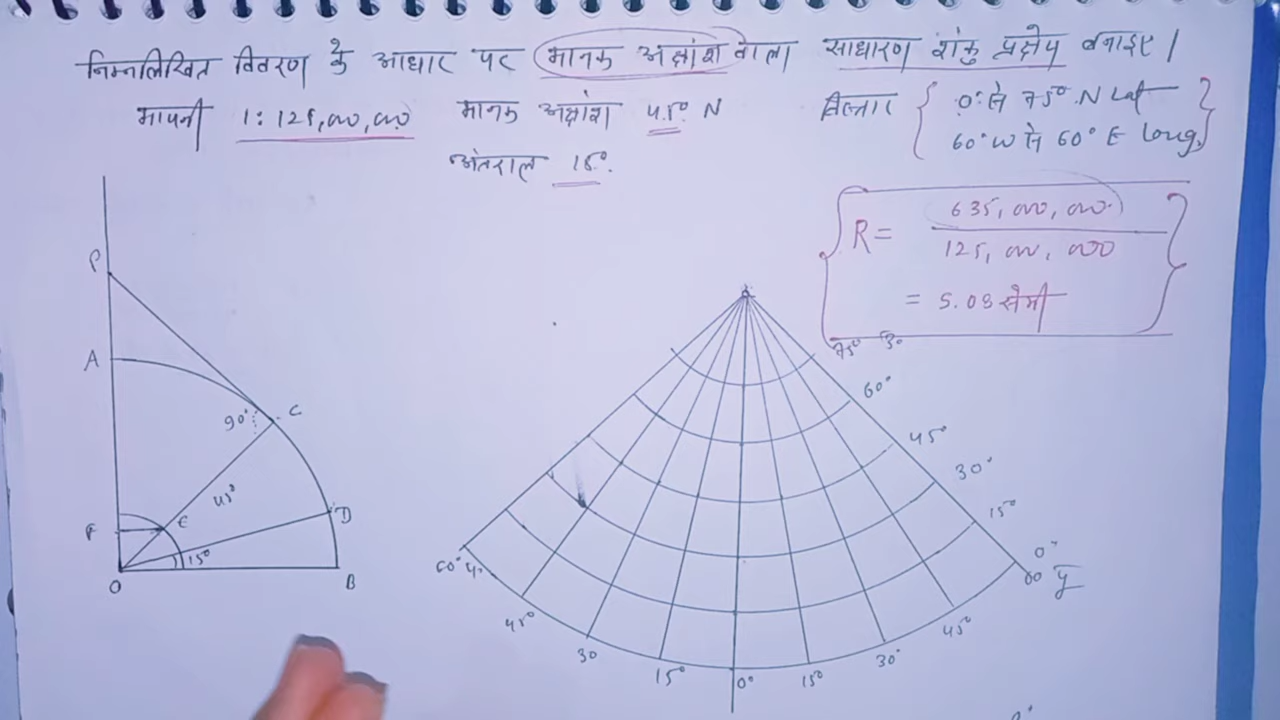 निम्नलिखित विवरण के आधार पर मानक अक्षांश वाला साधारण शंकु प्रक्षेप बनाइए।
मापनी 1:125,000,000 मानक अक्षांश 45° N विस्तार 0° से 75° N Lat
60° W से 60° E Long.
अंतराल 15°.
R = 635,000,000
125,000,000
= 5.08 सेमी
P
A
90° C
45°
F E D
15°
O B
75°
60°
45°
30°
15°
0°
60° 60
45° 45°
30 30°
15° 0° 15°